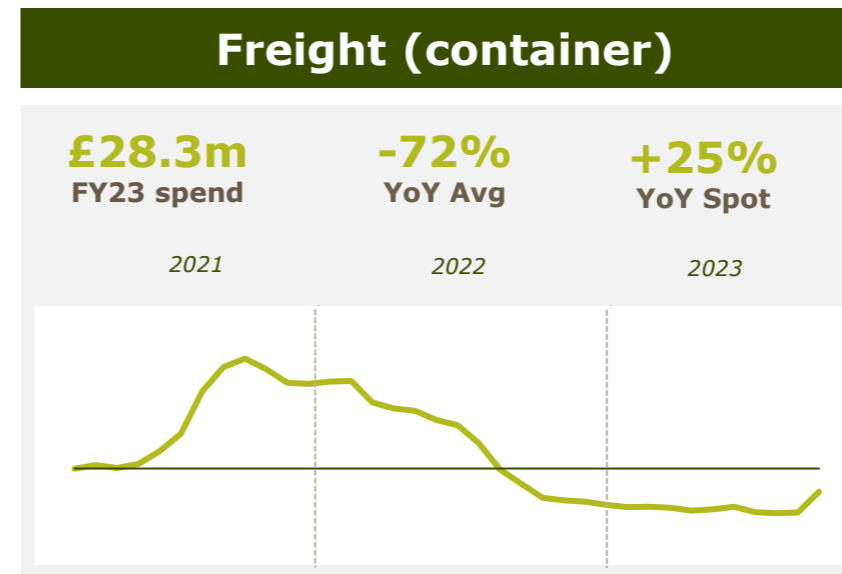 Freight (container)
£28.3m
FY23 spend
-72%
YoY Avg
+25%
YoY Spot
2021
2022
2023